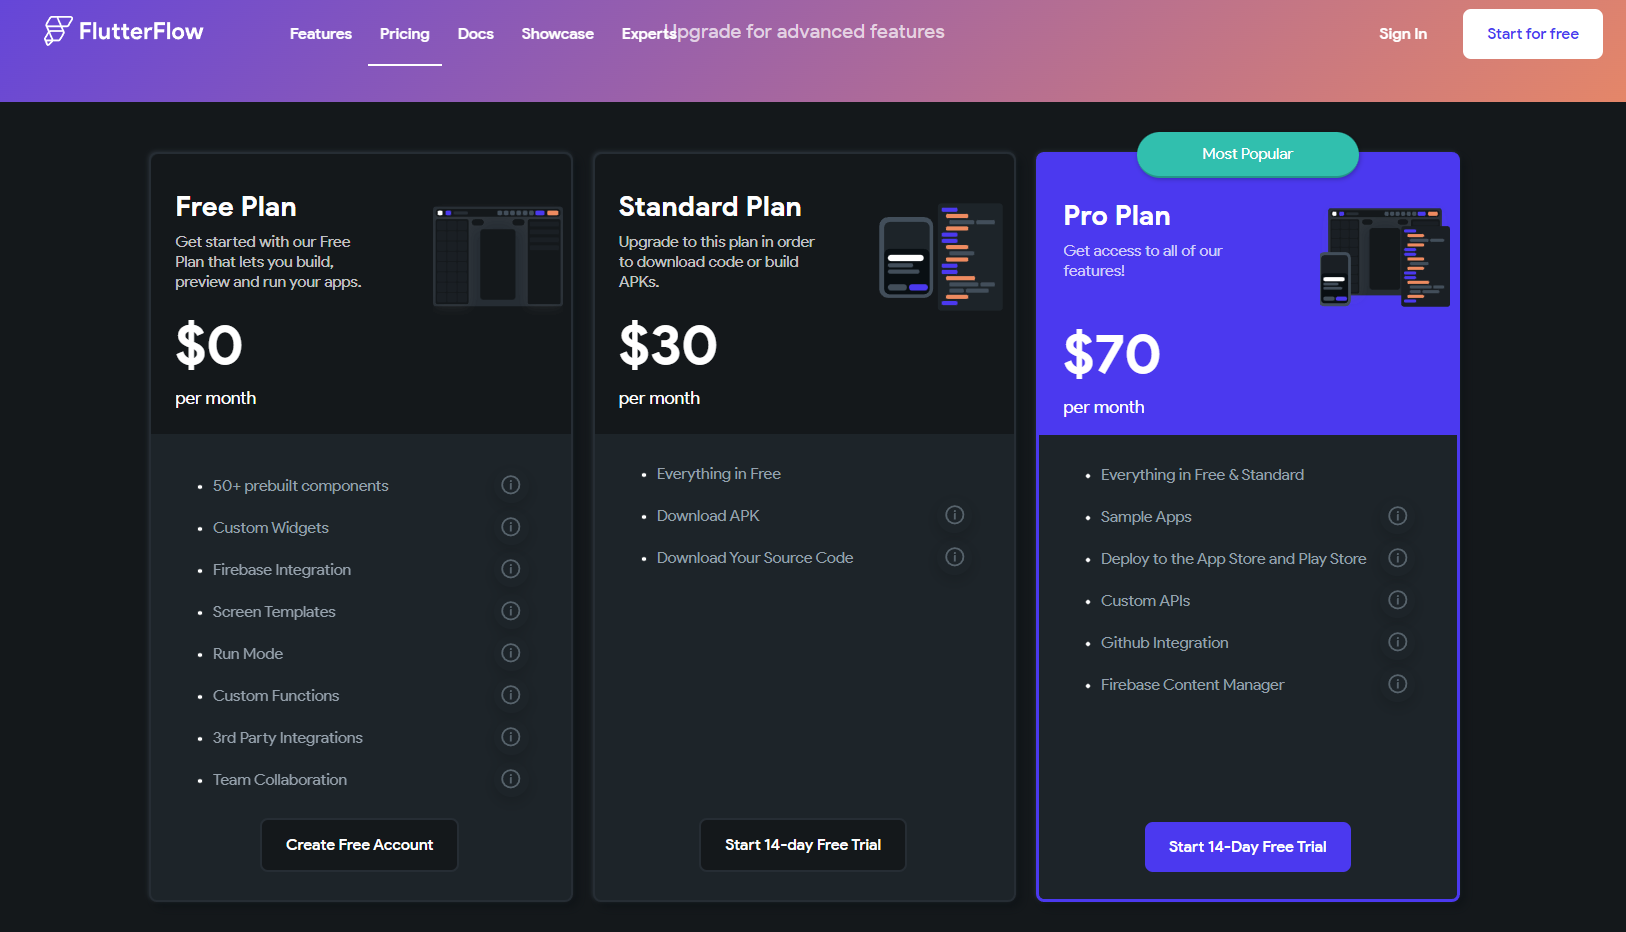 FlutterFlow
Features Pricing Docs Showcase Experts
Upgrade for advanced features
Sign In
Start for free
Free Plan
Get started with our Free
Plan that lets you build,
preview and run your apps.
$0
per month
50+ prebuilt components
Custom Widgets
Firebase Integration
Screen Templates
Run Mode
Custom Functions
3rd Party Integrations
Team Collaboration
Create Free Account
Standard Plan
Upgrade to this plan in order
to download code or build
APKs.
$30
per month
Everything in Free
Download APK
Download Your Source Code
Start 14-day Free Trial
Most Popular
Pro Plan
Get access to all of our
features!
$70
per month
Everything in Free & Standard
Sample Apps
Deploy to the App Store and Play Store
Custom APIs
Github Integration
Firebase Content Manager
Start 14-Day Free Trial